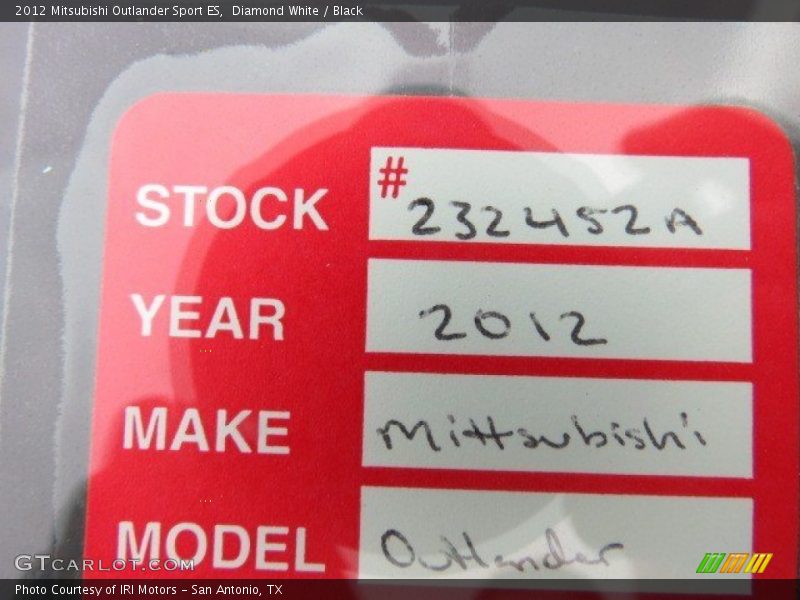 2012 Mitsubishi Outlander Sport ES,  Diamond White / Black
STOCK # 232452A
YEAR 2012
MAKE Mittsubishi
MODEL Outlander
GTCARLOT.COM
Photo Courtesy of IRI Motors - San Antonio, TX